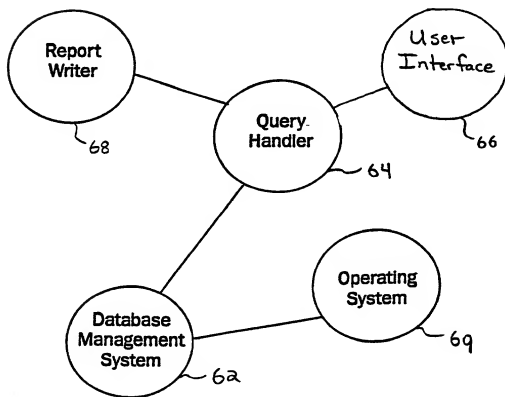 Report
Writer
68
User
Interface
66
Query
Handler
64
Operating
System
69
Database
Management
System
62